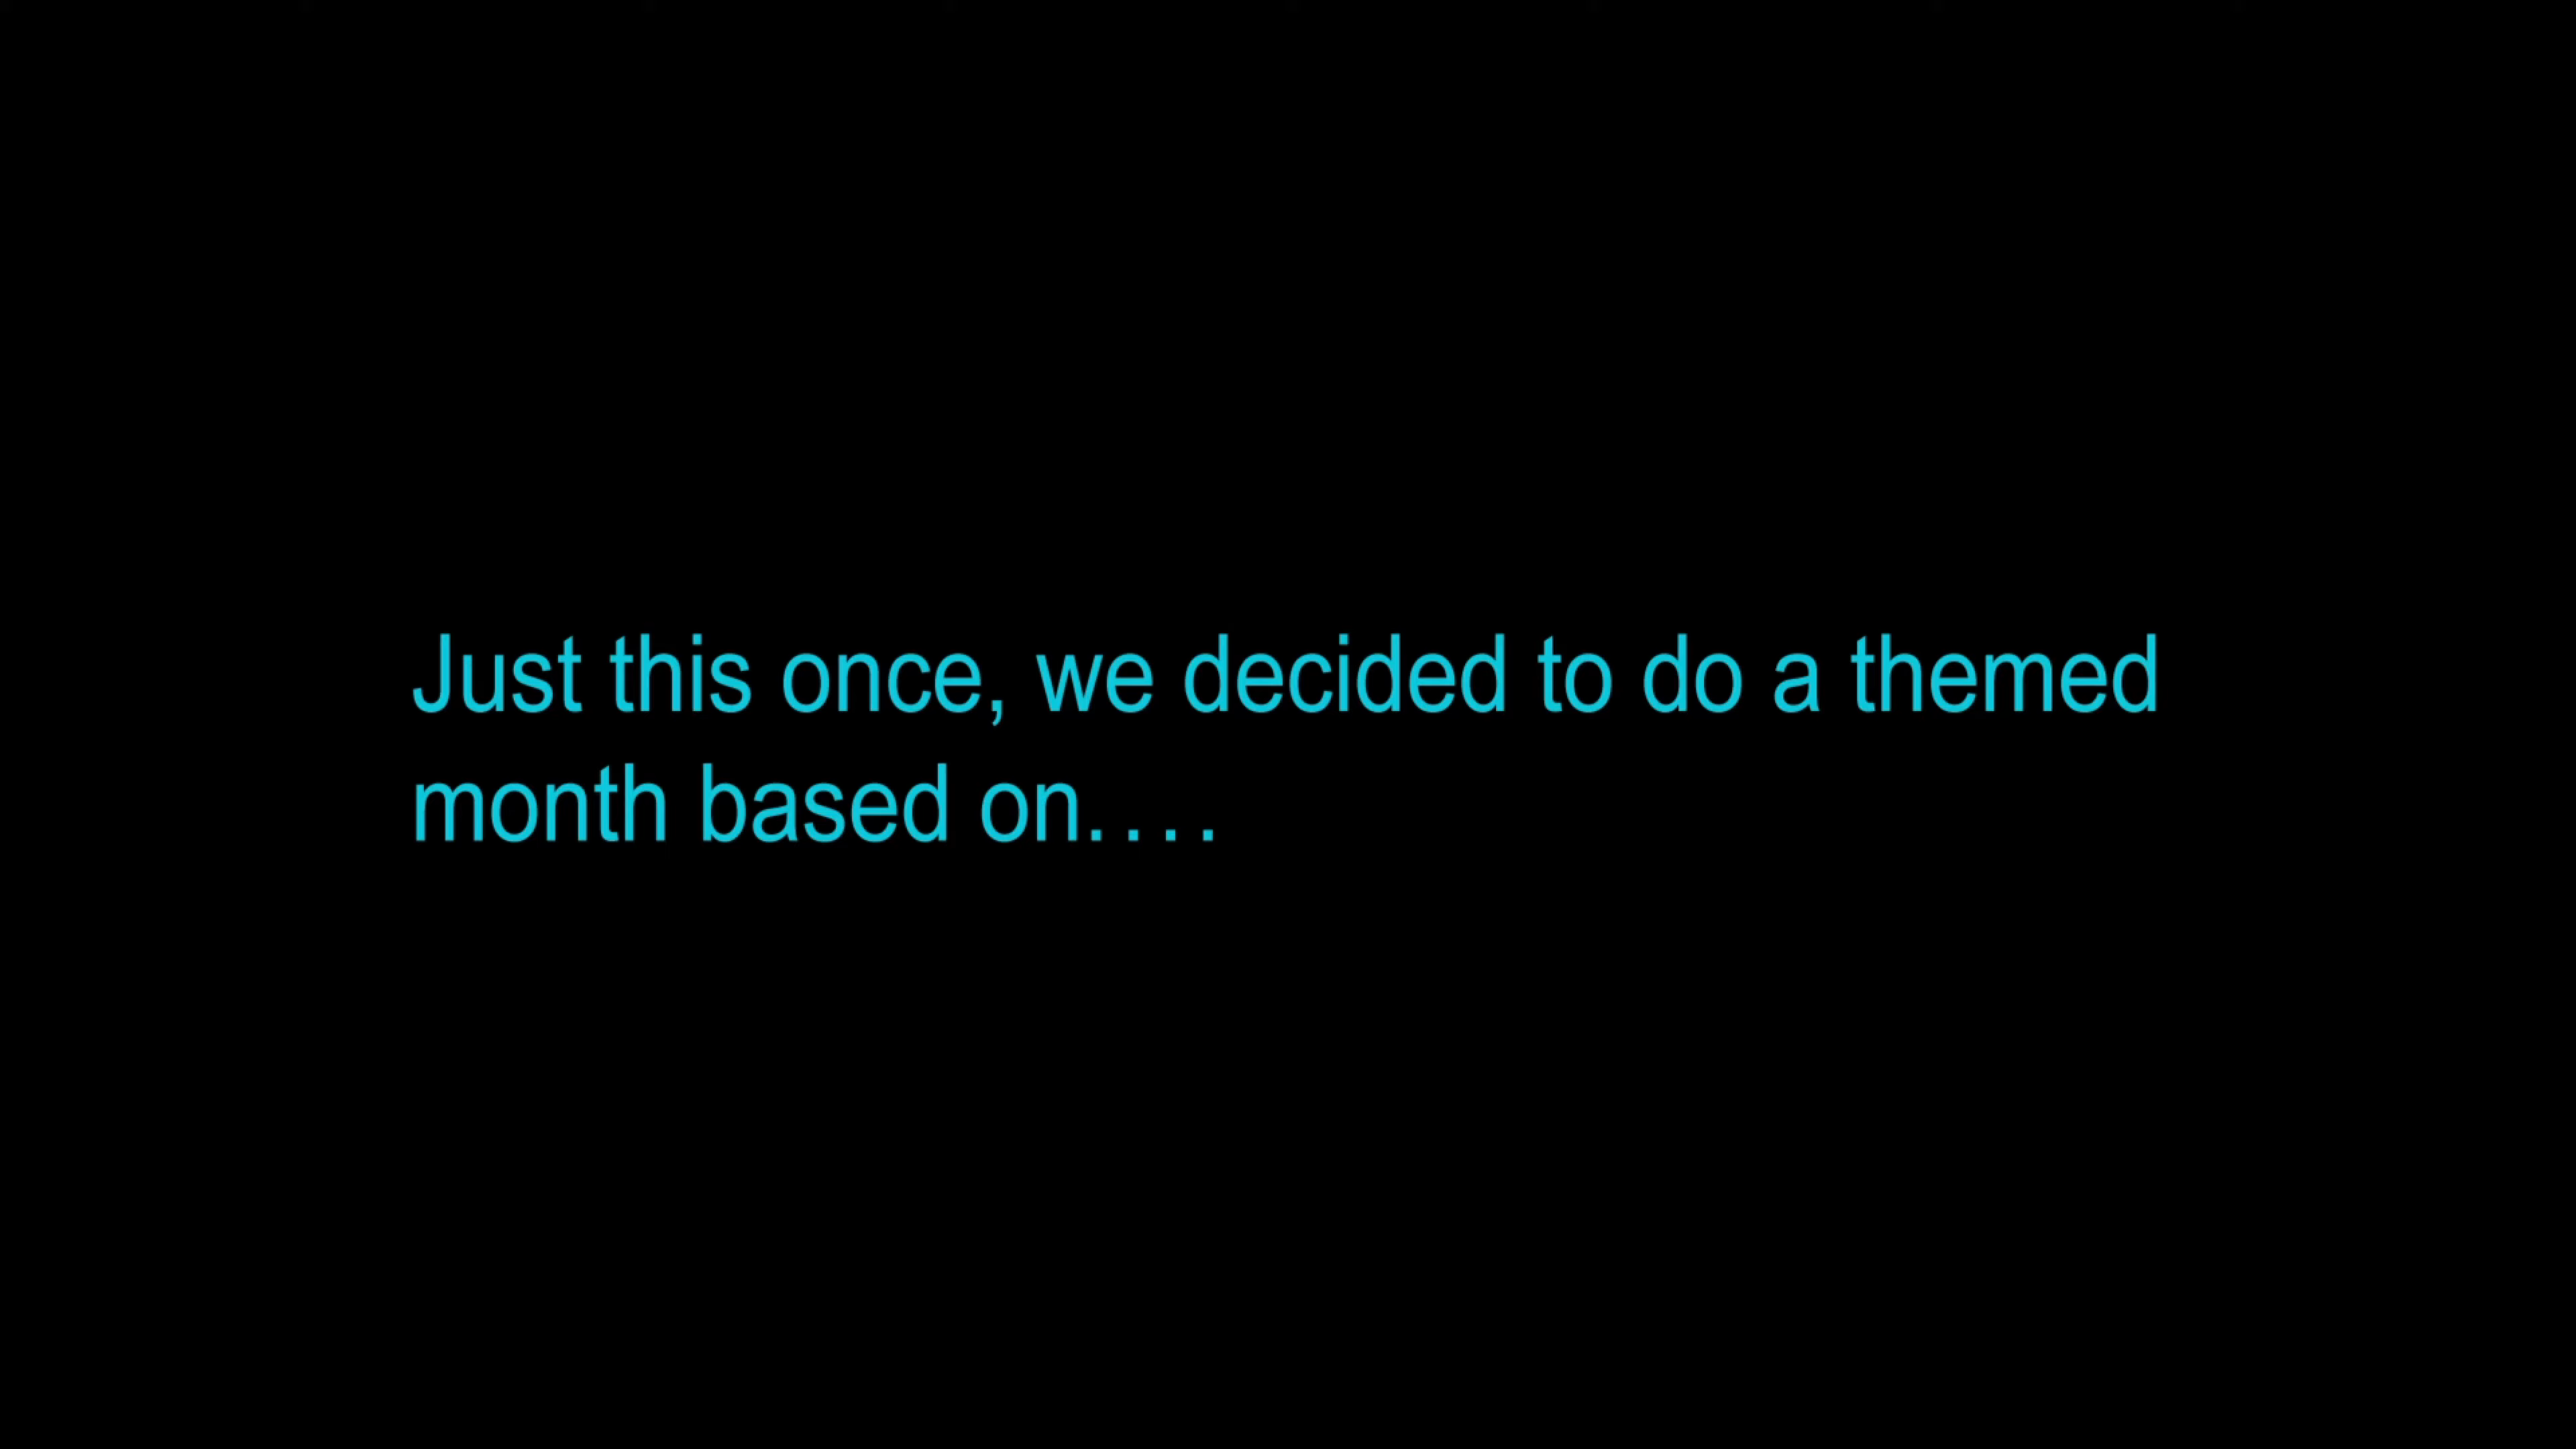 Just this once, we decided to do a themed
month based on....